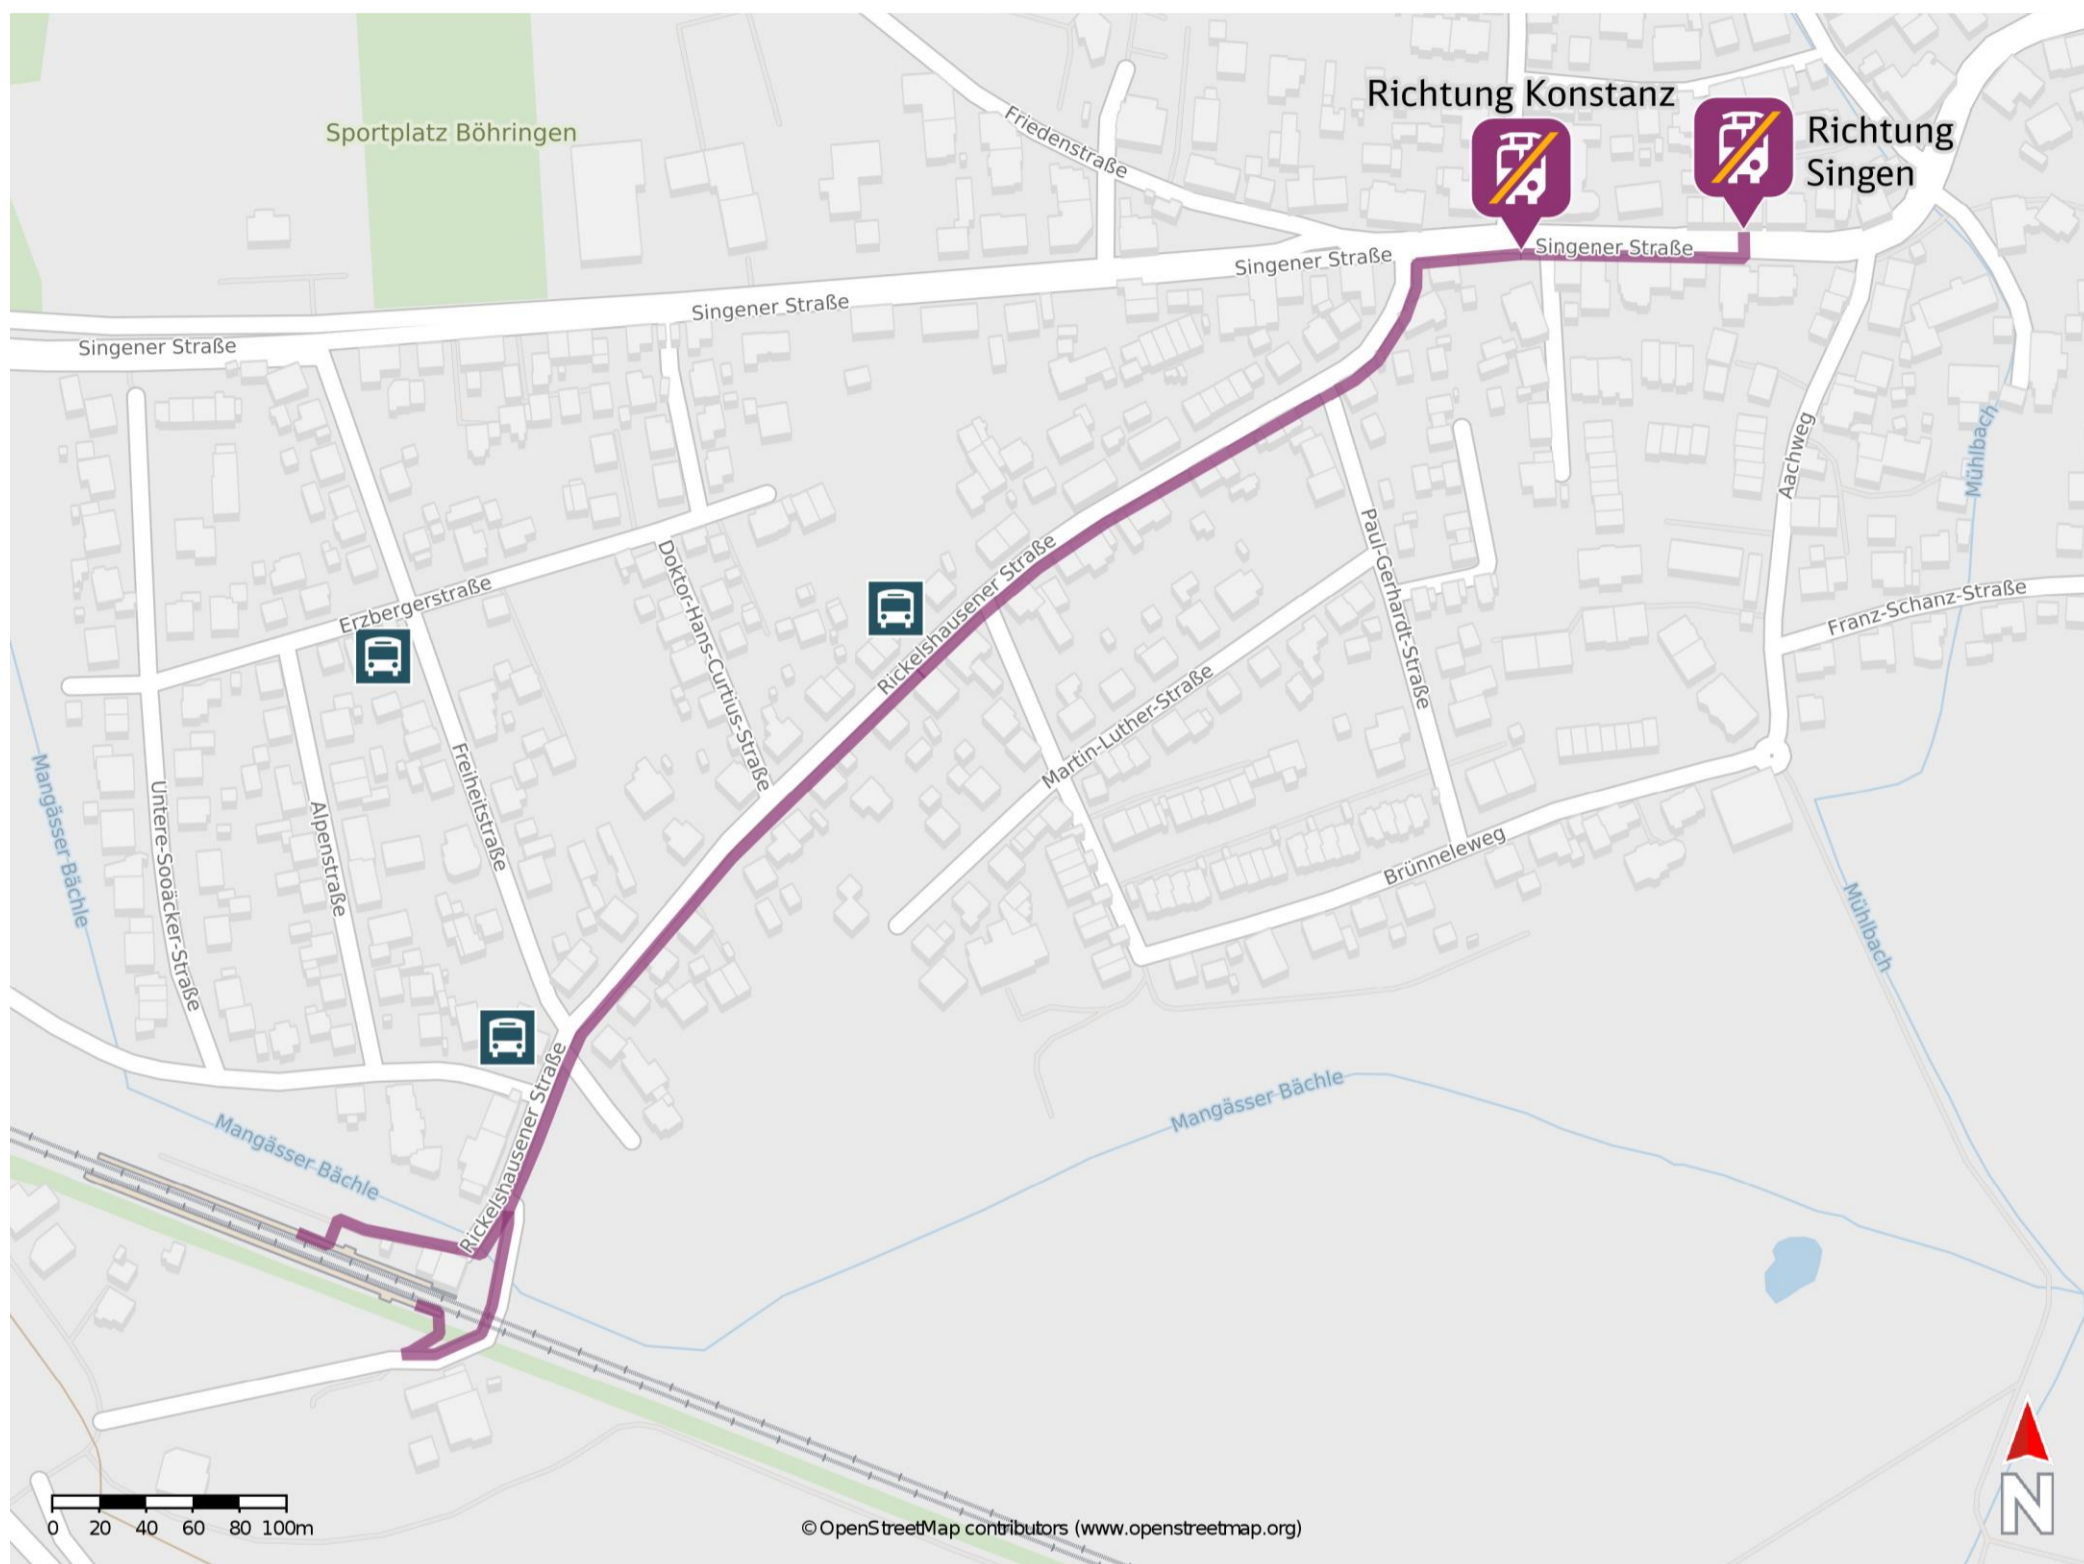 Richtung Konstanz
Richtung
Singen
Sportplatz Böhringen
Friedenstraße
Singener Straße
Singener Straße
Singener Straße
Singener Straße
Aachweg
Mühlbach
Paul-Gerhardt-Straße
Doktor-Hans-Curtius-Straße
Rickelshausener Straße
Erzbergerstraße
Franz-Schanz-Straße
Martin-Luther-Straße
Freiheitstraße
Mangässer Bächle
Untere-Sooäcker-Straße
Alpenstraße
Brünneleweg
Mühlbach
Rickelshausener Straße
Mangässer Bächle
Mangässer Bächle
N
0 20 40 60 80 100m
© OpenStreetMap contributors (www.openstreetmap.org)